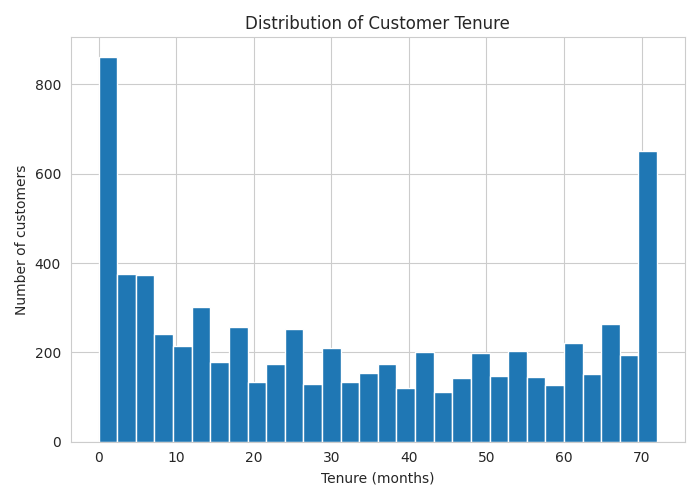 Distribution of Customer Tenure
Number of customers
800
600
400
200
0
0 10 20 30 40 50 60 70
Tenure (months)